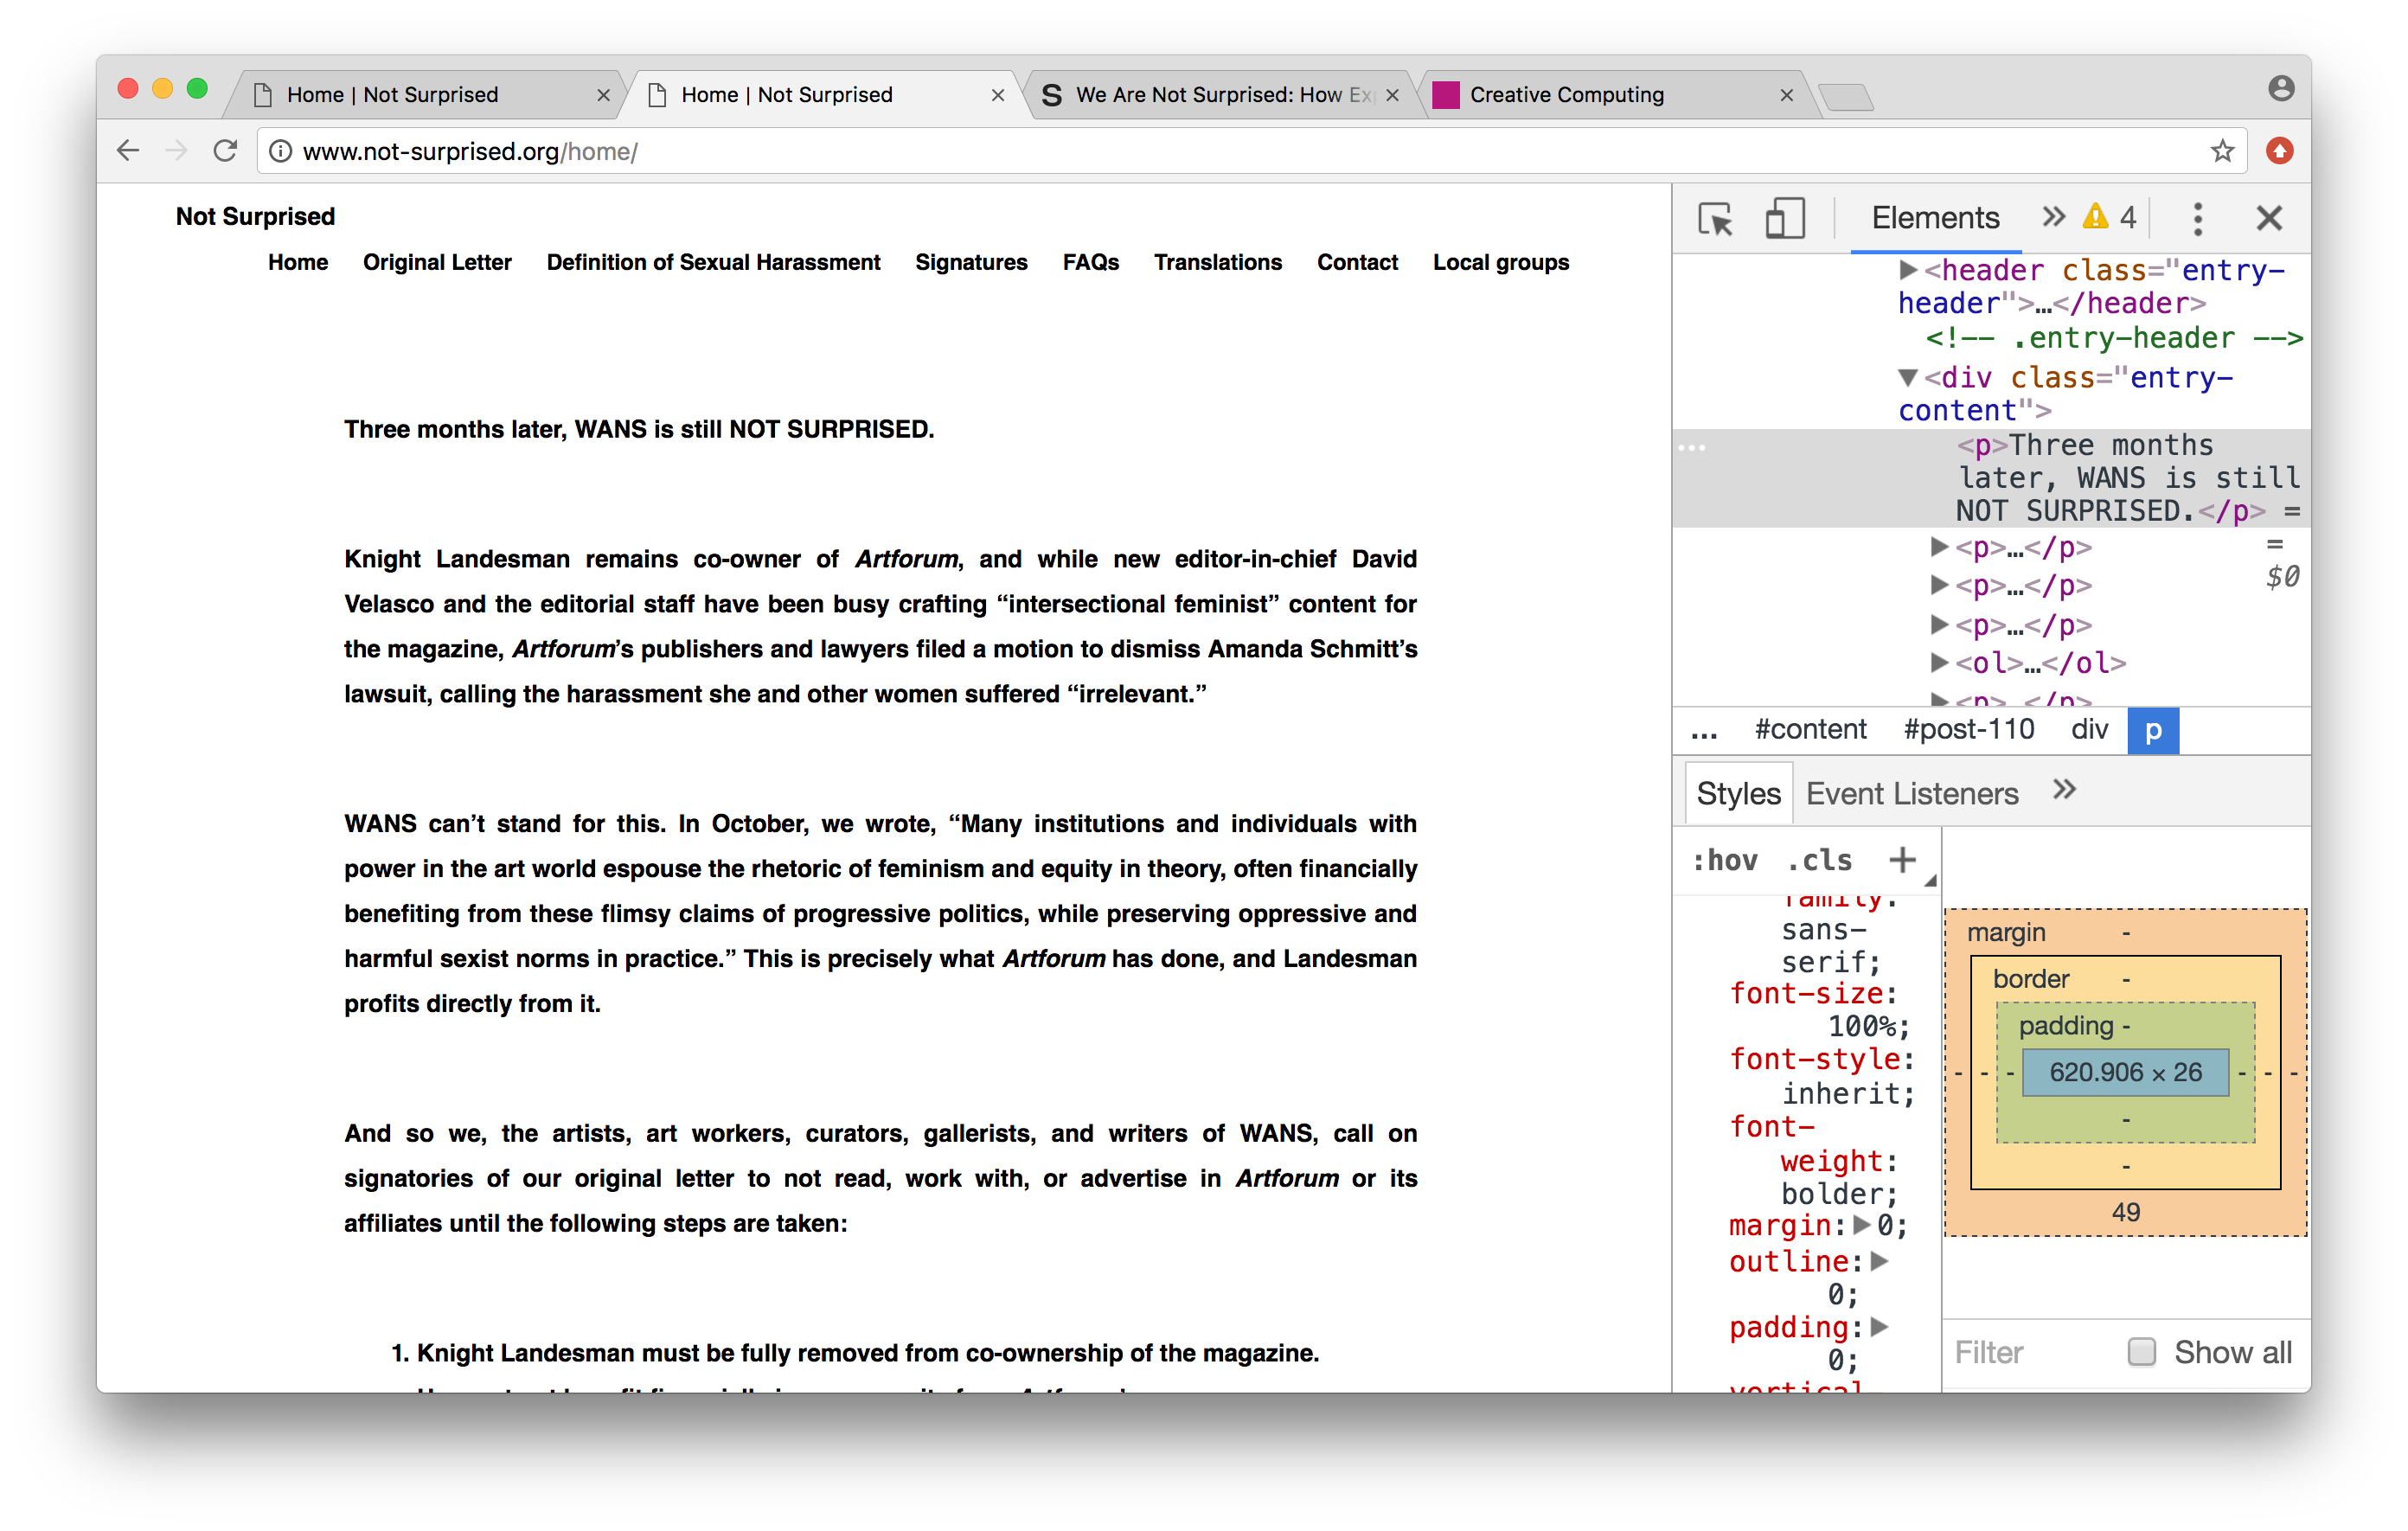 Home | Not Surprised
Home | Not Surprised
S We Are Not Surprised: How Exp
Creative Computing
www.not-surprised.org/home/
Not Surprised
Home Original Letter Definition of Sexual Harassment Signatures FAQs Translations Contact Local groups
Three months later, WANS is still NOT SURPRISED.
Knight Landesman remains co-owner of Artforum, and while new editor-in-chief David
Velasco and the editorial staff have been busy crafting “intersectional feminist” content for
the magazine, Artforum’s publishers and lawyers filed a motion to dismiss Amanda Schmitt’s
lawsuit, calling the harassment she and other women suffered “irrelevant.”
WANS can’t stand for this. In October, we wrote, “Many institutions and individuals with
power in the art world espouse the rhetoric of feminism and equity in theory, often financially
benefiting from these flimsy claims of progressive politics, while preserving oppressive and
harmful sexist norms in practice.” This is precisely what Artforum has done, and Landesman
profits directly from it.
And so we, the artists, art workers, curators, gallerists, and writers of WANS, call on
signatories of our original letter to not read, work with, or advertise in Artforum or its
affiliates until the following steps are taken:
1. Knight Landesman must be fully removed from co-ownership of the magazine.
Elements » 4
<header class="entry-
header">…</header>
<!-- .entry-header -->
<div class="entry-
content">
<p>Three months
later, WANS is still
NOT SURPRISED.</p> =
= $0
<p>…</p>
<p>…</p>
<p>…</p>
<ol>…</ol>
<p>…</p>
... #content #post-110 div p
Styles Event Listeners »
:hov .cls +
family:
sans-
serif;
font-size:
100%;
font-style:
inherit;
font-
weight:
bolder;
margin: 0;
outline:
0;
padding:
0;
vertical-
margin -
border -
padding -
- - - 620.906 × 26 - - -
-
-
49
Filter Show all